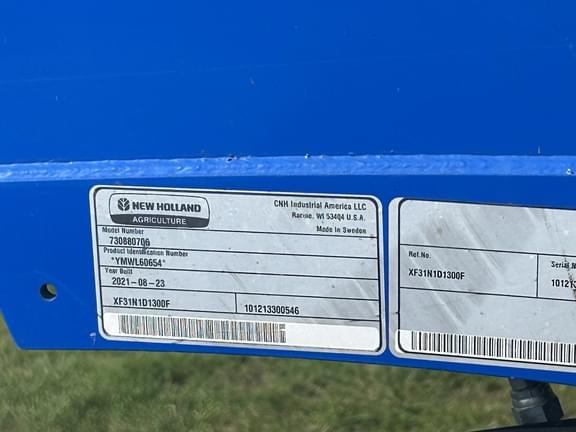 NEW HOLLAND
AGRICULTURE
CNH Industrial America LLC
Racine, WI 53404 U.S.A.
Made in Sweden
Model Number
730880706
Product Identification Number
*YMWL60654*
Year Built
2021-08-23
XF31N1D1300F
101213300546
Ref.No.
XF31N1D1300F
Serial